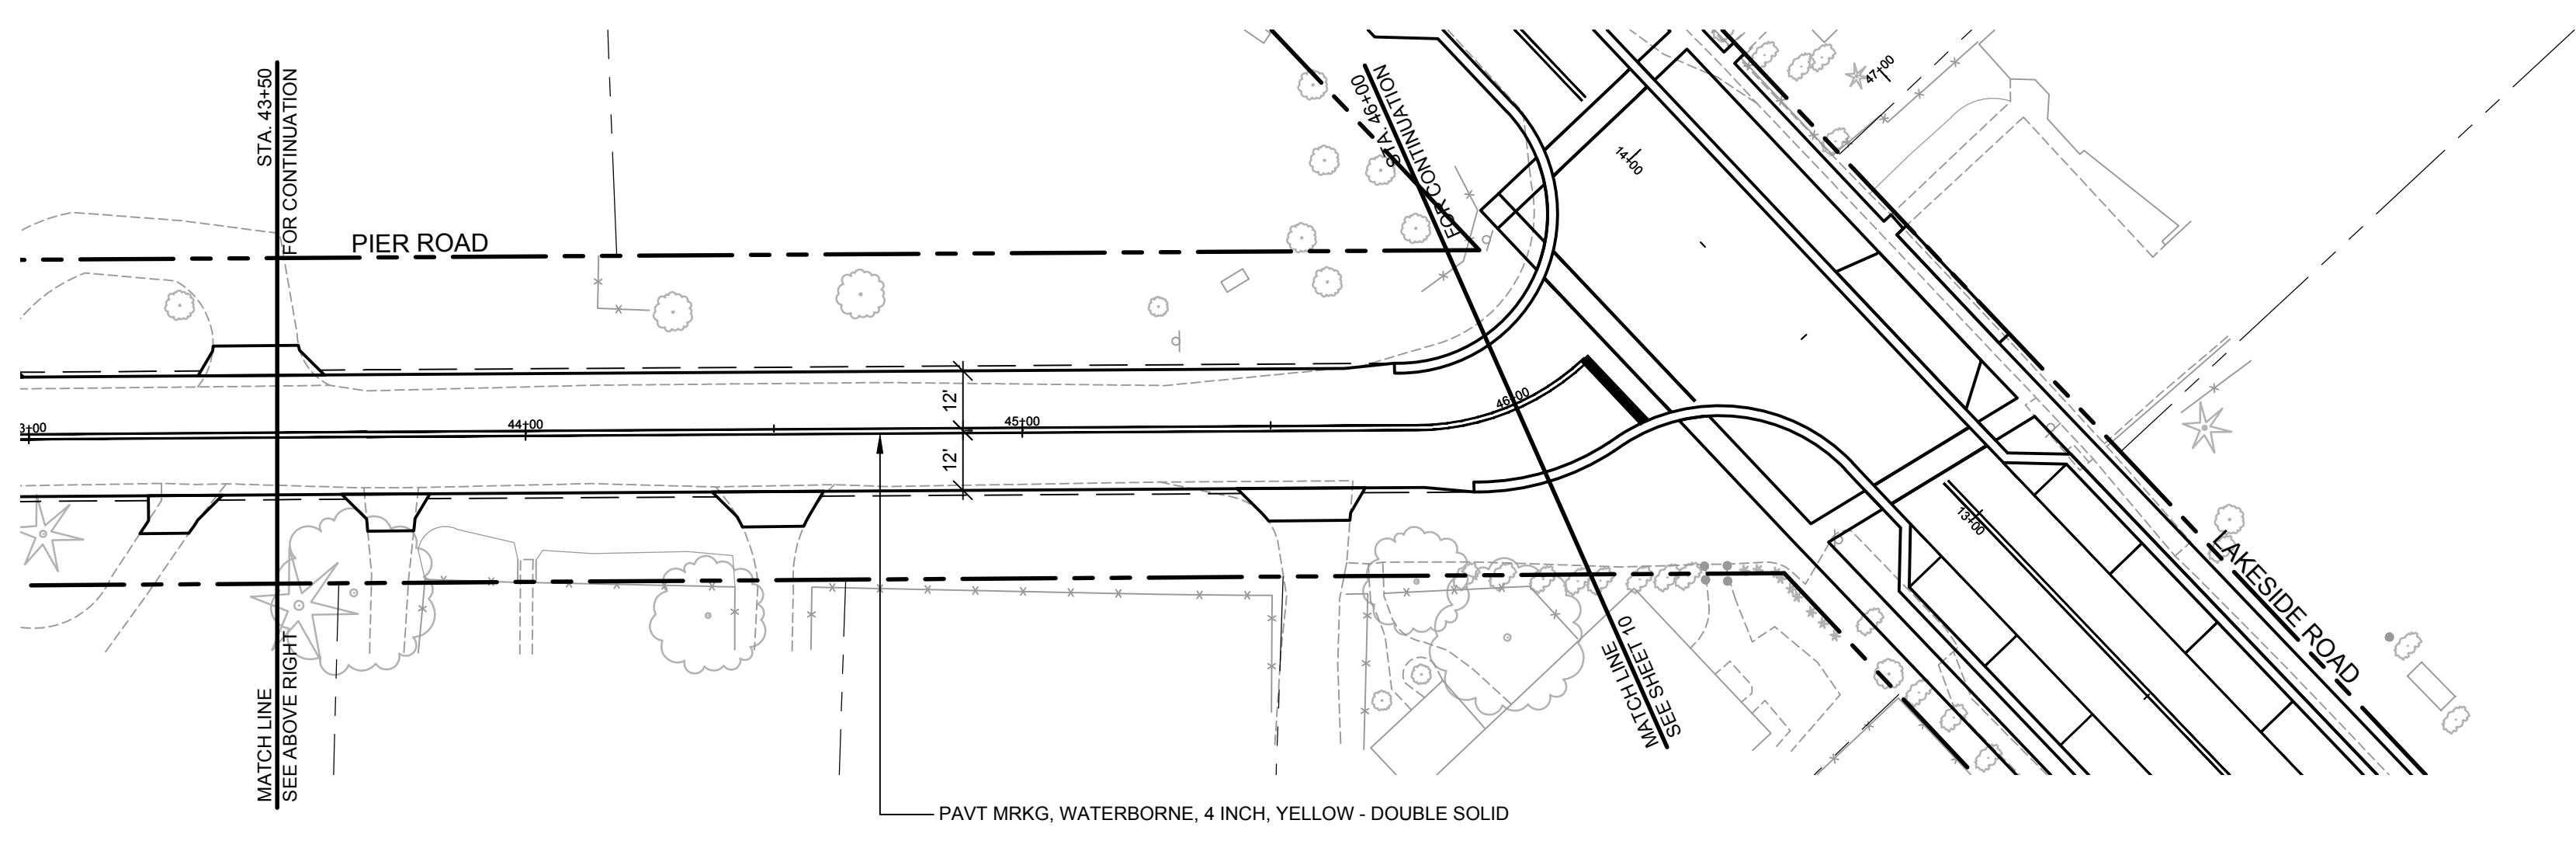 STA. 43+50
FOR CONTINUATION
PIER ROAD
STA. 46+00
FOR CONTINUATION
47+00
14+00
3+00
44+00
45+00
46+00
12'
12'
13+00
LAKESIDE ROAD
MATCH LINE
SEE ABOVE RIGHT
MATCH LINE
SEE SHEET 10
PAVT MRKG, WATERBORNE, 4 INCH, YELLOW - DOUBLE SOLID